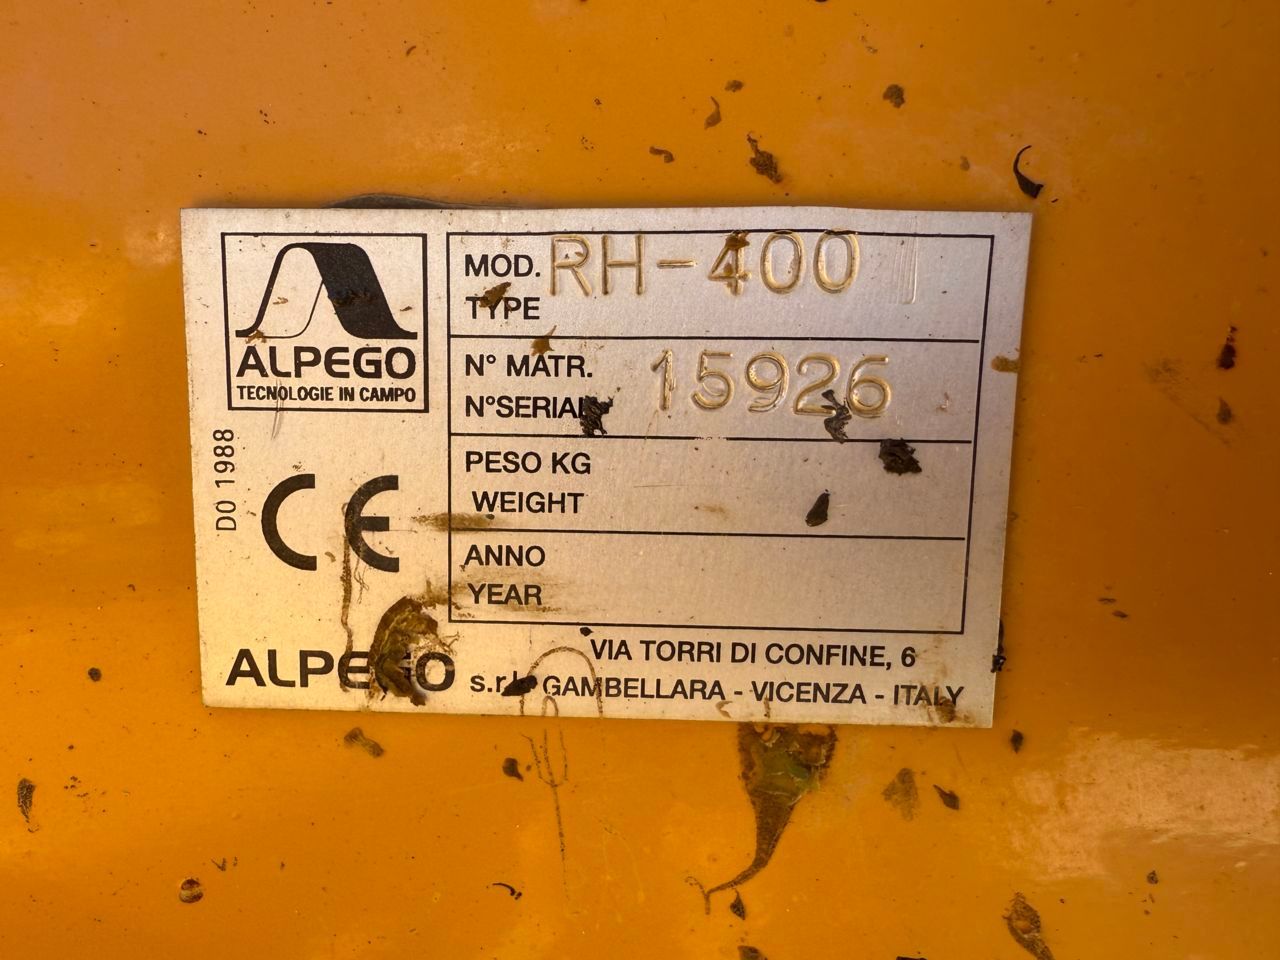 ALPEGO
TECNOLOGIE IN CAMPO
D0 1988
CE
MOD. RH-400
TYPE
N° MATR. 15926
N°SERIAL
PESO KG
WEIGHT
ANNO
YEAR
ALPEGO s.r.l.
VIA TORRI DI CONFINE, 6
GAMBELLARA - VICENZA - ITALY